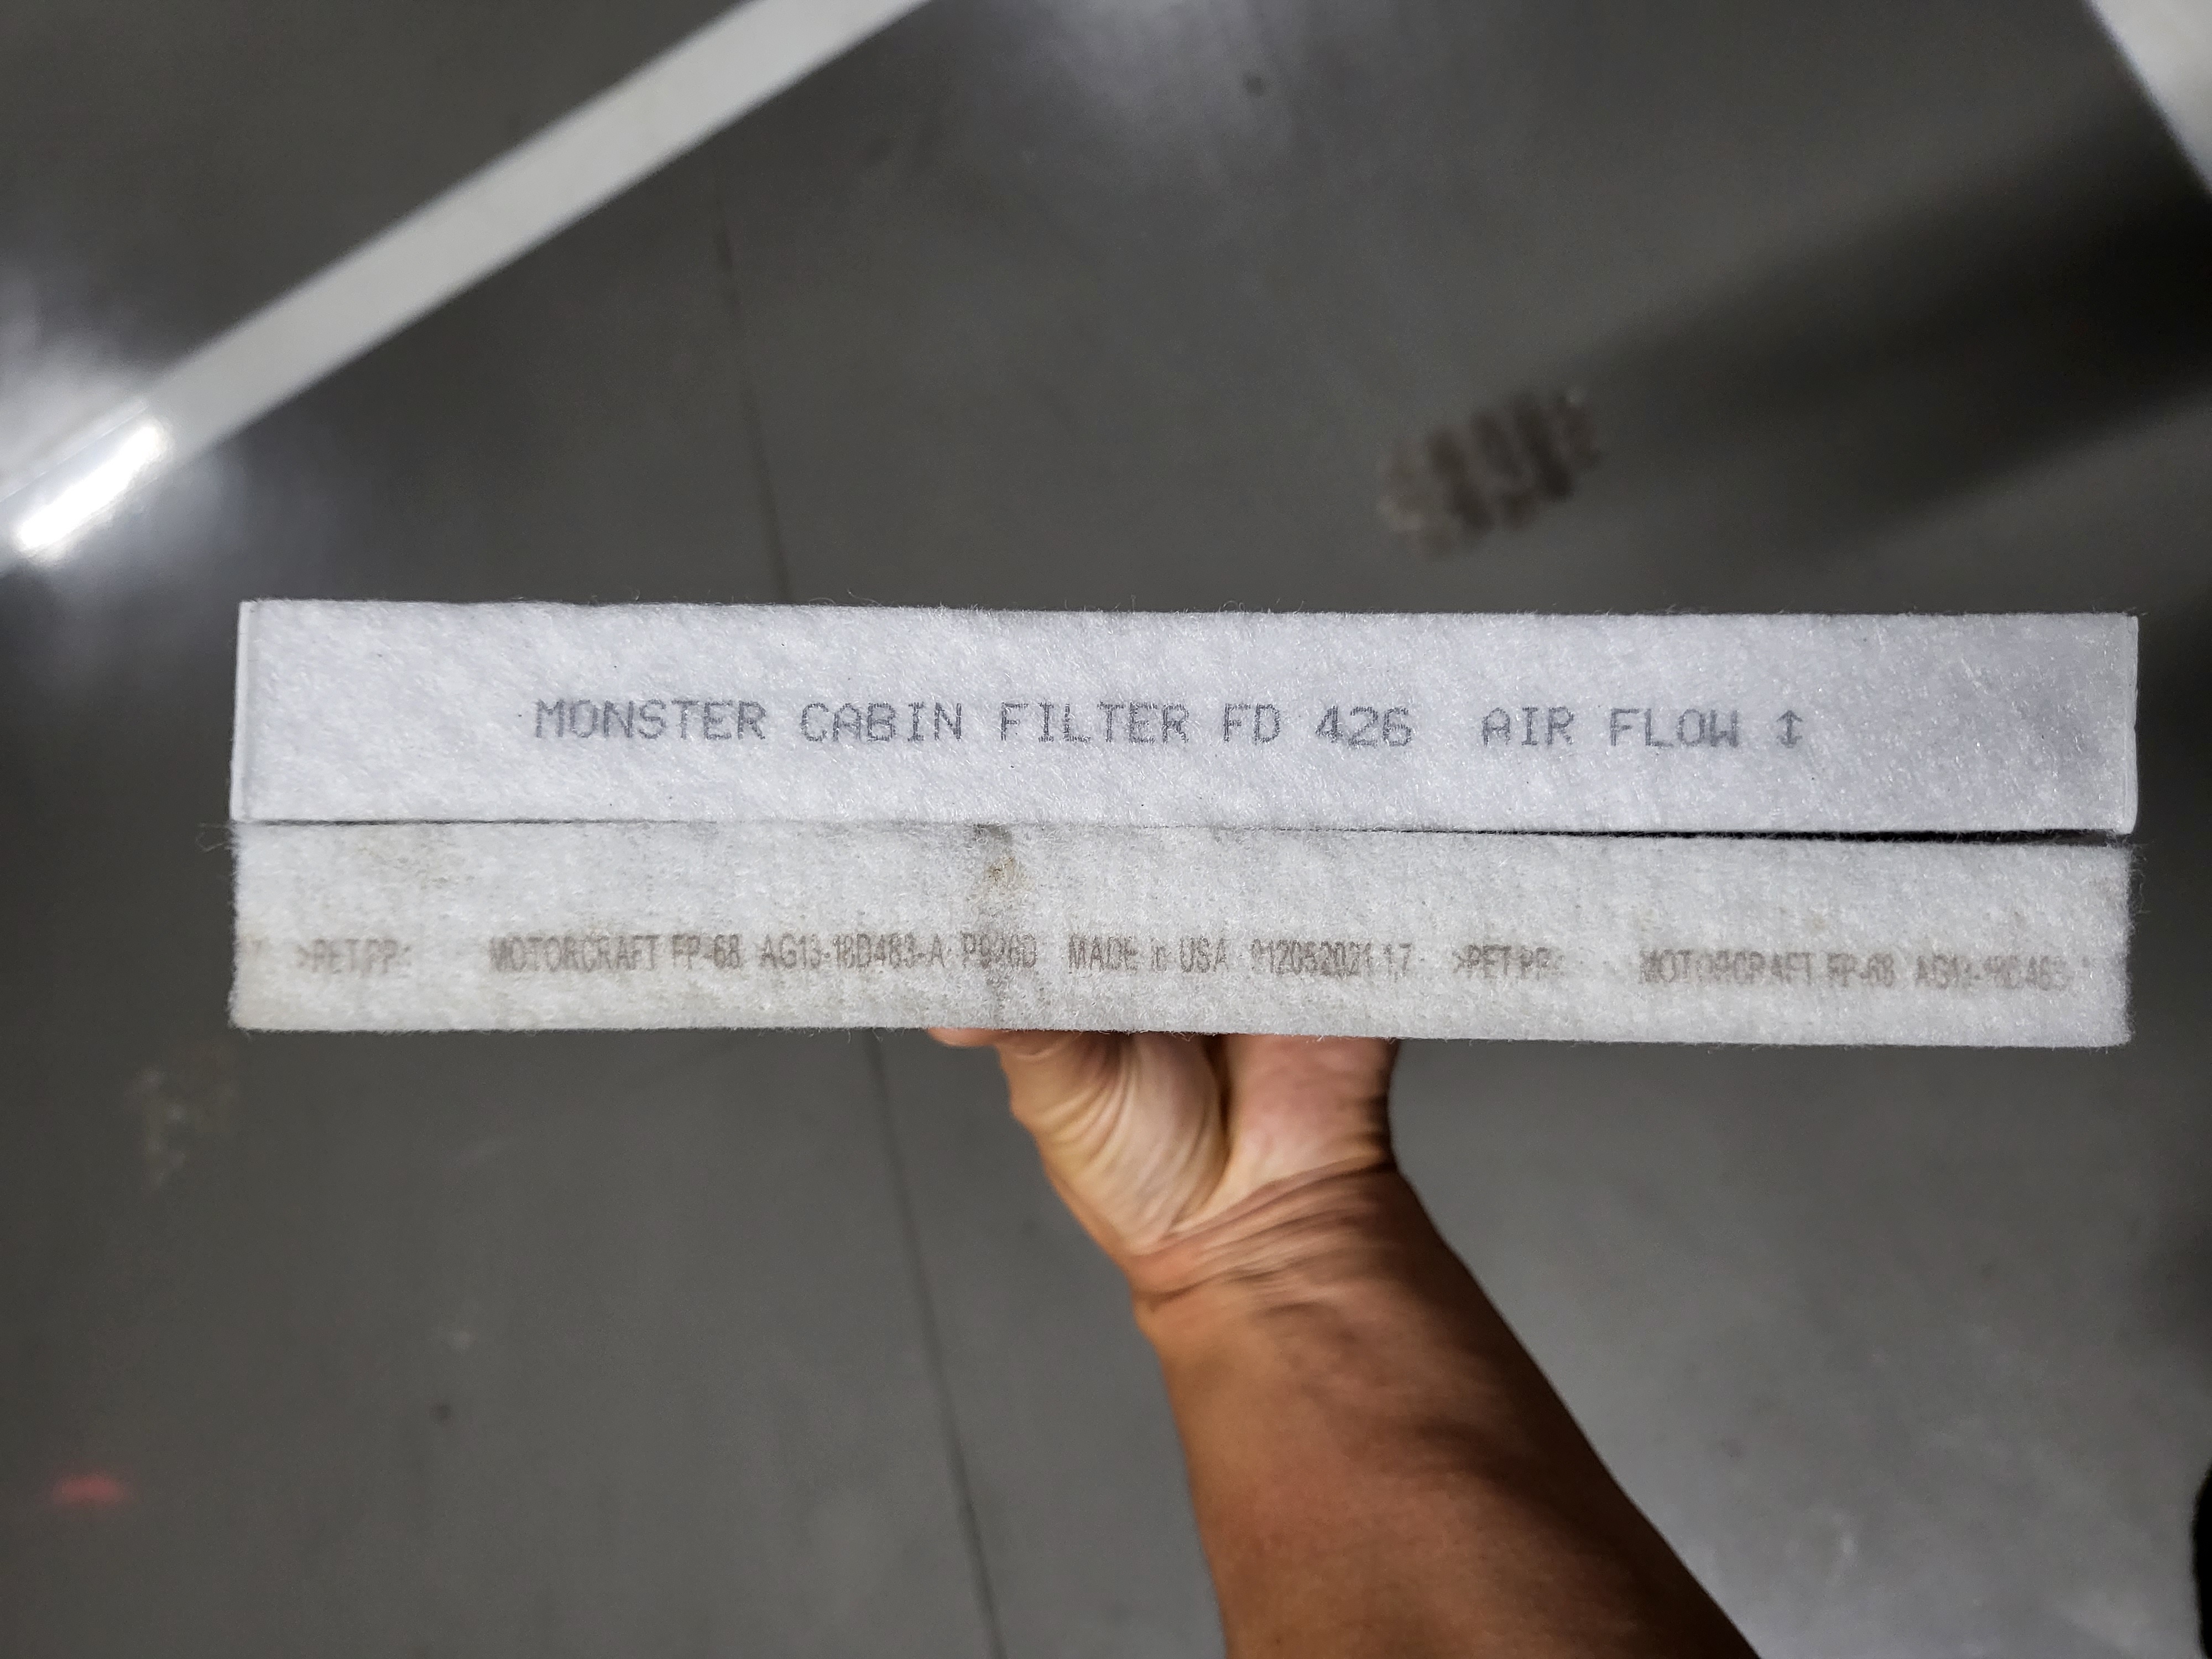 MONSTER CABIN FILTER FD 426 AIR FLOW ↕
>PET.PP< MOTORCRAFT FP-68 AG13-18D483-A MADE in USA >PET.PP< MOTORCRAFT FP-68